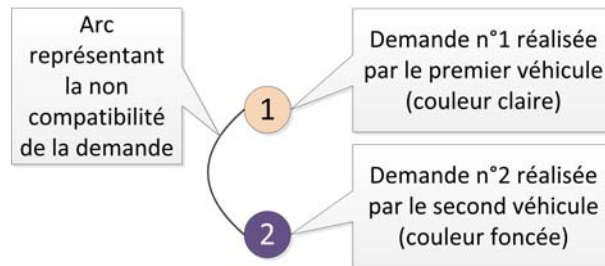 Arc
représentant
la non
compatibilité
de la demande
1
Demande n°1 réalisée
par le premier véhicule
(couleur claire)
2
Demande n°2 réalisée
par le second véhicule
(couleur foncée)